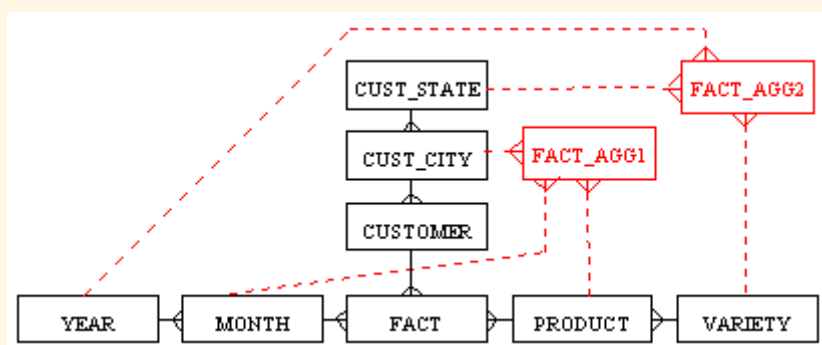 CUST_STATE
FACT_AGG2
CUST_CITY
FACT_AGG1
CUSTOMER
YEAR
MONTH
FACT
PRODUCT
VARIETY